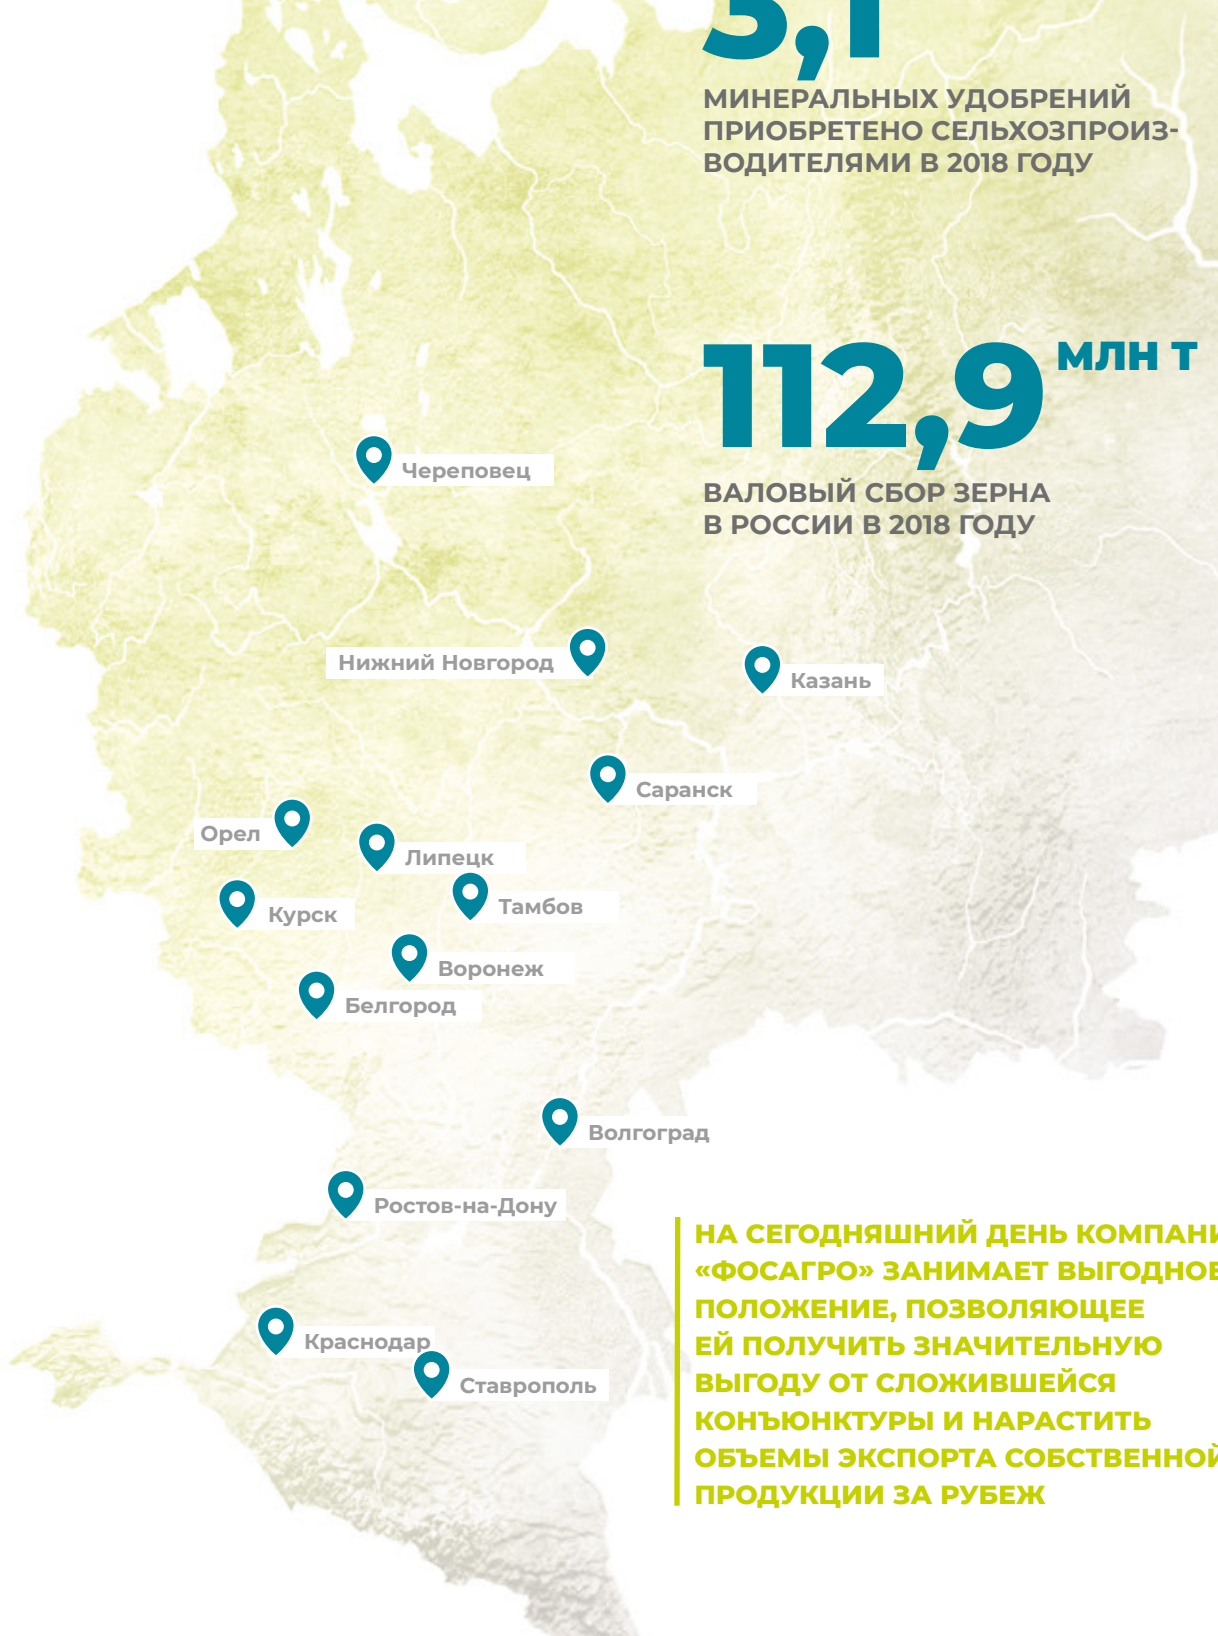 3,1
МИНЕРАЛЬНЫХ УДОБРЕНИЙ
ПРИОБРЕТЕНО СЕЛЬХОЗПРОИЗ-
ВОДИТЕЛЯМИ В 2018 ГОДУ
112,9 МЛН Т
ВАЛОВЫЙ СБОР ЗЕРНА
В РОССИИ В 2018 ГОДУ
Череповец
Нижний Новгород
Казань
Саранск
Орел
Липецк
Тамбов
Курск
Воронеж
Белгород
Волгоград
Ростов-на-Дону
Краснодар
Ставрополь
НА СЕГОДНЯШНИЙ ДЕНЬ КОМПАНИ
«ФОСАГРО» ЗАНИМАЕТ ВЫГОДНОЕ
ПОЛОЖЕНИЕ, ПОЗВОЛЯЮЩЕЕ
ЕЙ ПОЛУЧИТЬ ЗНАЧИТЕЛЬНУЮ
ВЫГОДУ ОТ СЛОЖИВШЕЙСЯ
КОНЪЮНКТУРЫ И НАРАСТИТЬ
ОБЪЕМЫ ЭКСПОРТА СОБСТВЕННОЙ
ПРОДУКЦИИ ЗА РУБЕЖ